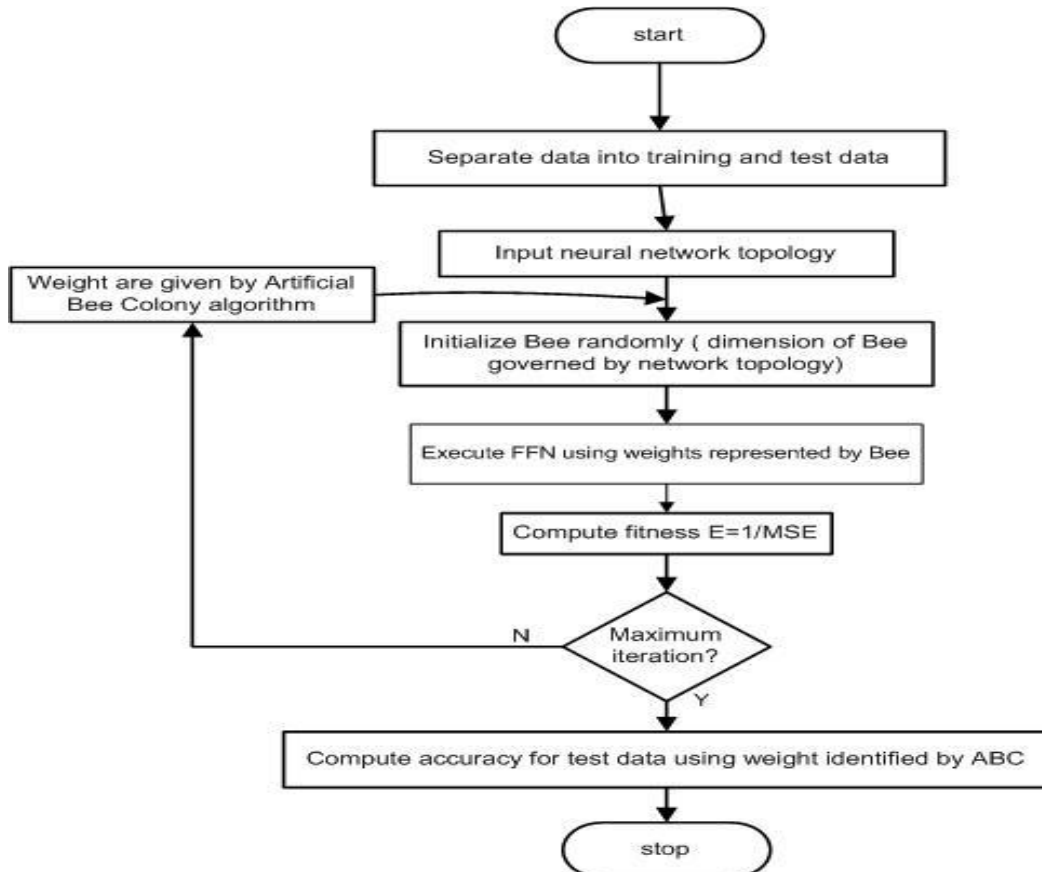 start
Separate data into training and test data
Input neural network topology
Weight are given by Artificial
Bee Colony algorithm
Initialize Bee randomly ( dimension of Bee
governed by network topology)
Execute FFN using weights represented by Bee
Compute fitness E=1/MSE
Maximum
iteration?
N
Y
Compute accuracy for test data using weight identified by ABC
stop